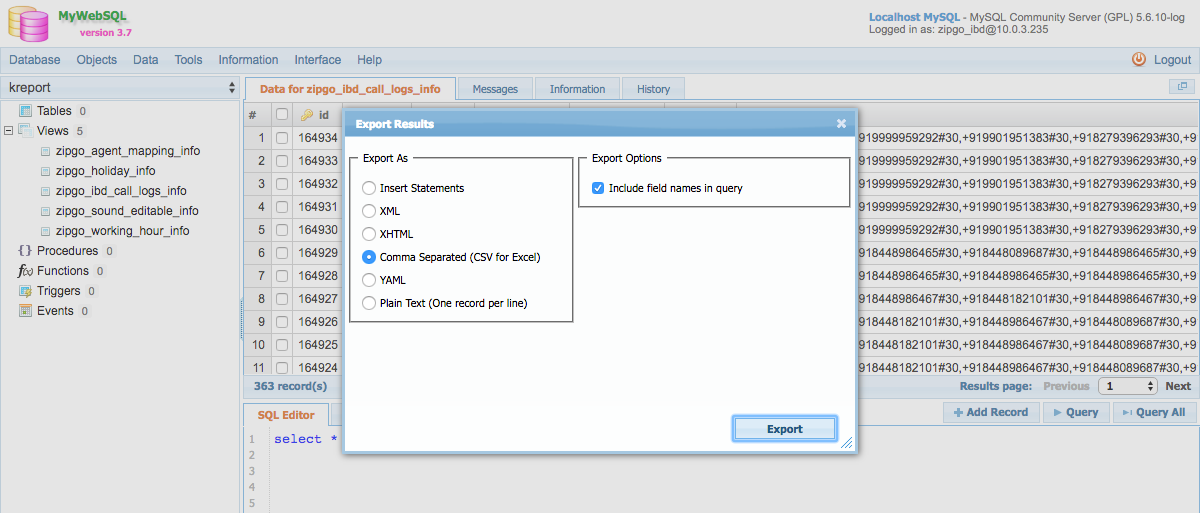 MyWebSQL
version 3.7
Localhost MySQL - MySQL Community Server (GPL) 5.6.10-log
Logged in as: zipgo_ibd@10.0.3.235
Database Objects Data Tools Information Interface Help Logout
kreport
Data for zipgo_ibd_call_logs_info Messages Information History
Tables 0
Views 5
zipgo_agent_mapping_info
zipgo_holiday_info
zipgo_ibd_call_logs_info
zipgo_sound_editable_info
zipgo_working_hour_info
{} Procedures 0
f(x) Functions 0
Triggers 0
Events 0
# id
1 164934 919999959292#30,+919901951383#30,+918279396293#30,+9
2 164933 919999959292#30,+919901951383#30,+918279396293#30,+9
3 164932 919999959292#30,+919901951383#30,+918279396293#30,+9
4 164931 919999959292#30,+919901951383#30,+918279396293#30,+9
5 164930 919999959292#30,+919901951383#30,+918279396293#30,+9
6 164929 918448986465#30,+918448089687#30,+918448986467#30,+9
7 164928 918448986465#30,+918448089687#30,+918448986467#30,+9
8 164927 918448986467#30,+918448182101#30,+918448986465#30,+9
9 164926 918448182101#30,+918448986467#30,+918448089687#30,+9
10 164925 918448182101#30,+918448986467#30,+918448089687#30,+9
11 164924 918448182101#30,+918448986467#30,+918448089687#30,+9
Export Results
Export As
Insert Statements
XML
XHTML
Comma Separated (CSV for Excel)
YAML
Plain Text (One record per line)
Export Options
Include field names in query
Export
363 record(s) Results page: Previous 1 Next
SQL Editor Add Record Query Query All
1 select *
2
3
4
5